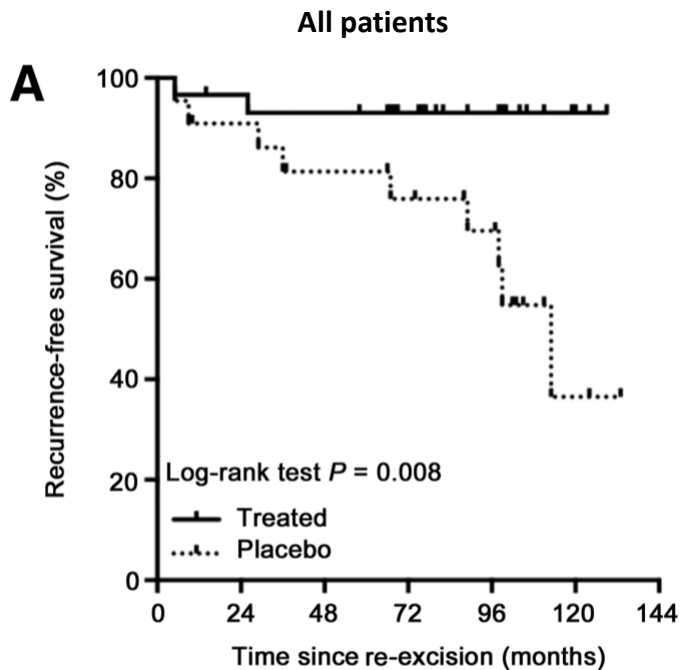 All patients
A
100
80
60
40
20
0
Recurrence-free survival (%)
Log-rank test P = 0.008
Treated
Placebo
0 24 48 72 96 120 144
Time since re-excision (months)